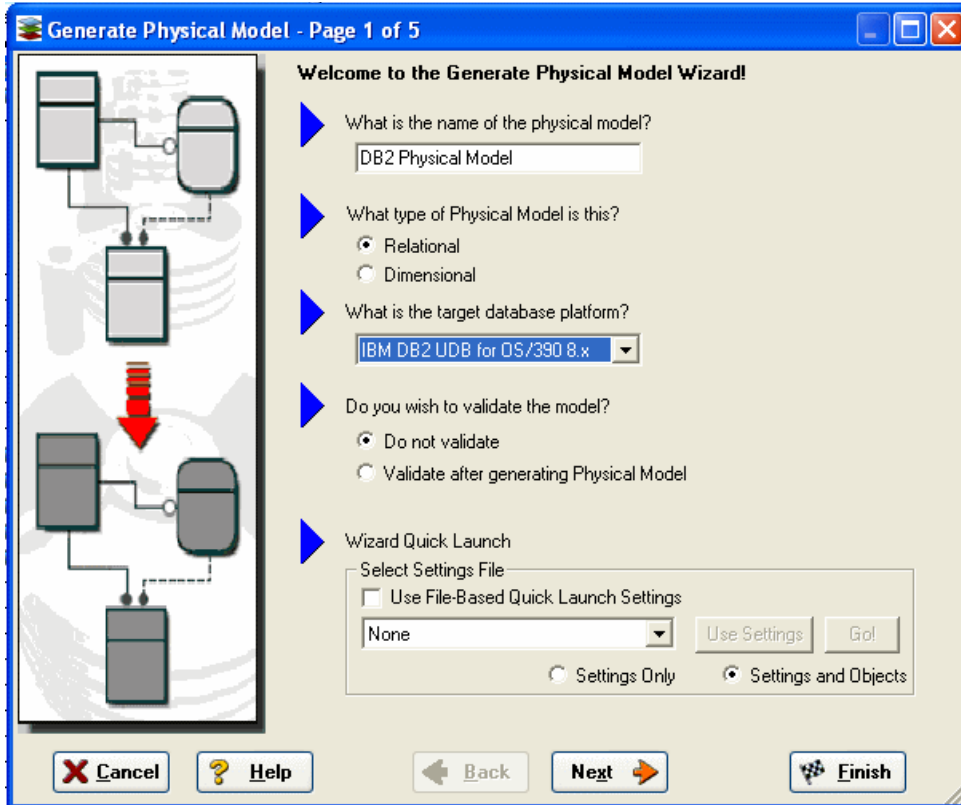 Generate Physical Model - Page 1 of 5
Welcome to the Generate Physical Model Wizard!
What is the name of the physical model?
DB2 Physical Model
What type of Physical Model is this?
Relational
Dimensional
What is the target database platform?
IBM DB2 UDB for OS/390 8.x
Do you wish to validate the model?
Do not validate
Validate after generating Physical Model
Wizard Quick Launch
Select Settings File
Use File-Based Quick Launch Settings
None Use Settings Go!
Settings Only Settings and Objects
Cancel Help Back Next Finish